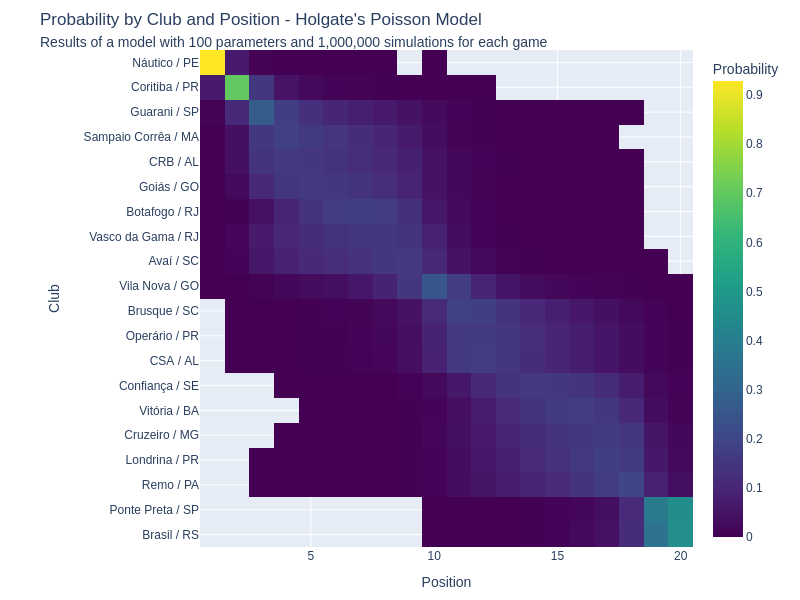 Probability by Club and Position - Holgate's Poisson Model
Results of a model with 100 parameters and 1,000,000 simulations for each game
Club
Náutico / PE
Coritiba / PR
Guarani / SP
Sampaio Corrêa / MA
CRB / AL
Goiás / GO
Botafogo / RJ
Vasco da Gama / RJ
Avaí / SC
Vila Nova / GO
Brusque / SC
Operário / PR
CSA / AL
Confiança / SE
Vitória / BA
Cruzeiro / MG
Londrina / PR
Remo / PA
Ponte Preta / SP
Brasil / RS
5 10 15 20
Position
Probability
0.9
0.8
0.7
0.6
0.5
0.4
0.3
0.2
0.1
0